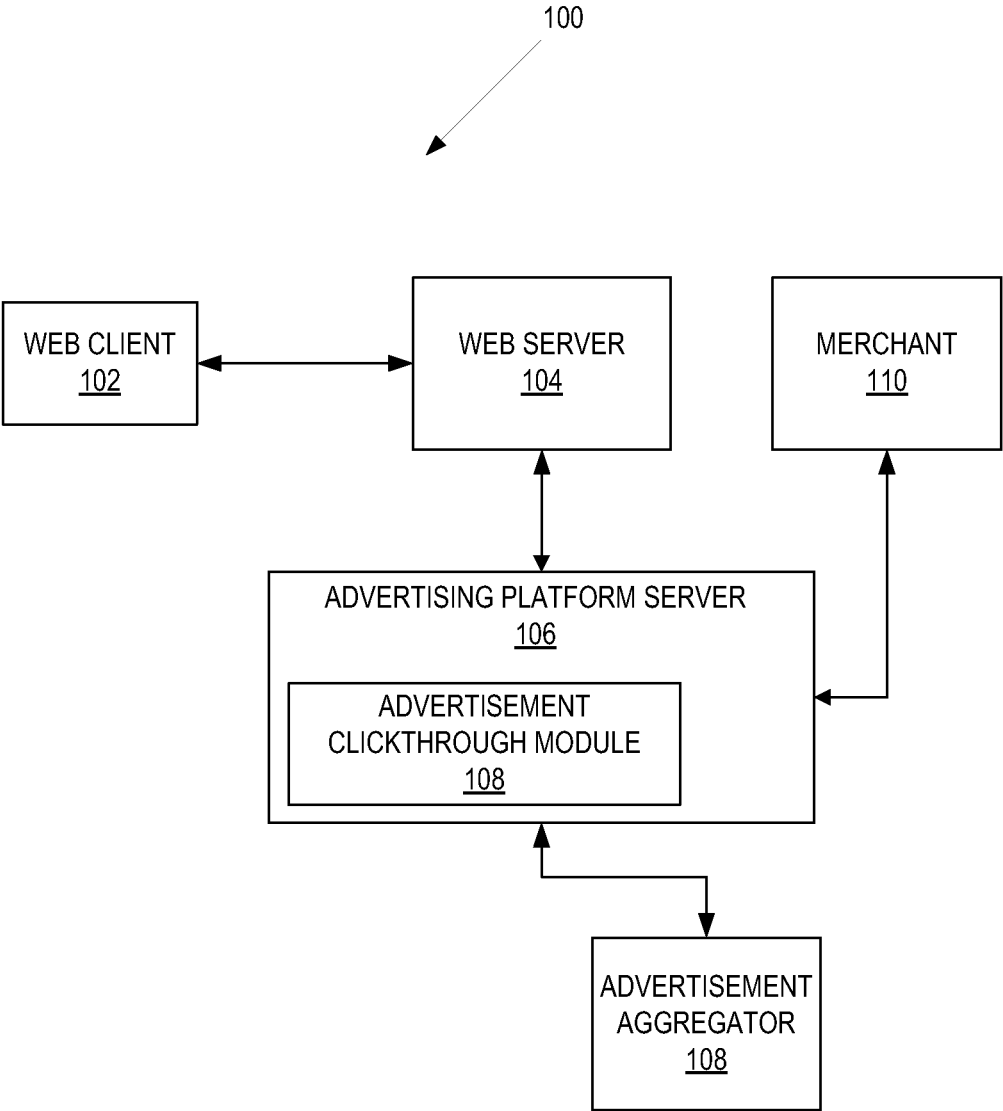 100
WEB CLIENT
102
WEB SERVER
104
MERCHANT
110
ADVERTISING PLATFORM SERVER
106
ADVERTISEMENT
CLICKTHROUGH MODULE
108
ADVERTISEMENT
AGGREGATOR
108